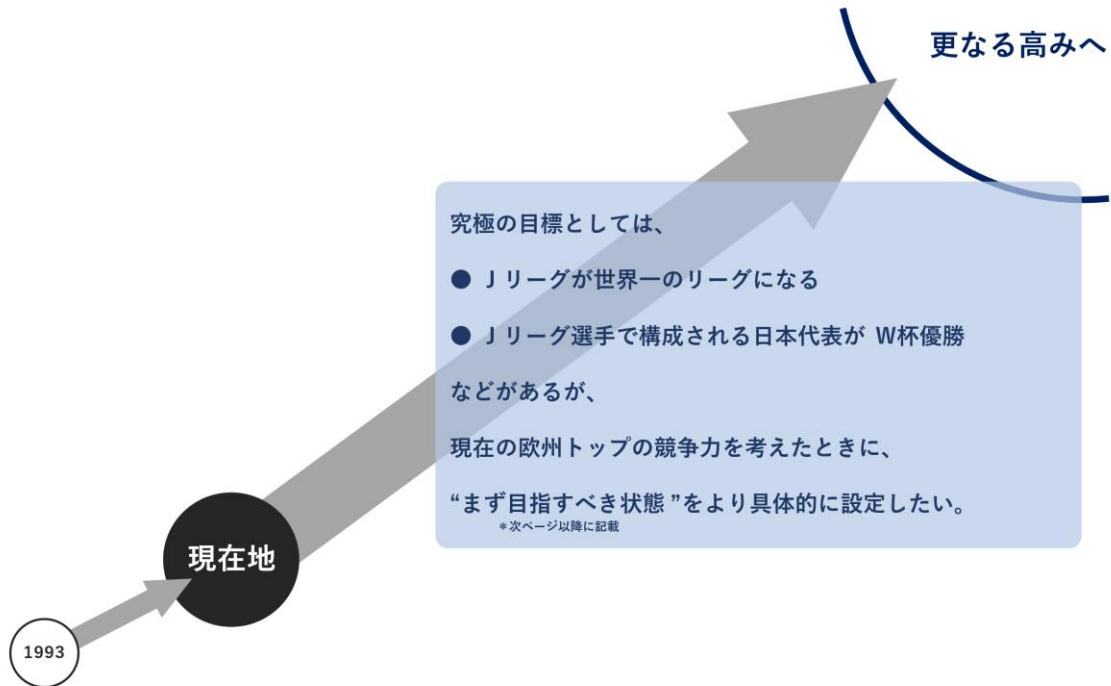 更なる高みへ
究極の目標としては、
● Jリーグが世界一のリーグになる
● Jリーグ選手で構成される日本代表が W杯優勝
などがあるが、
現在の欧州トップの競争力を考えたときに、
“まず目指すべき状態 ”をより具体的に設定したい。
＊次ページ以降に記載
現在地
1993